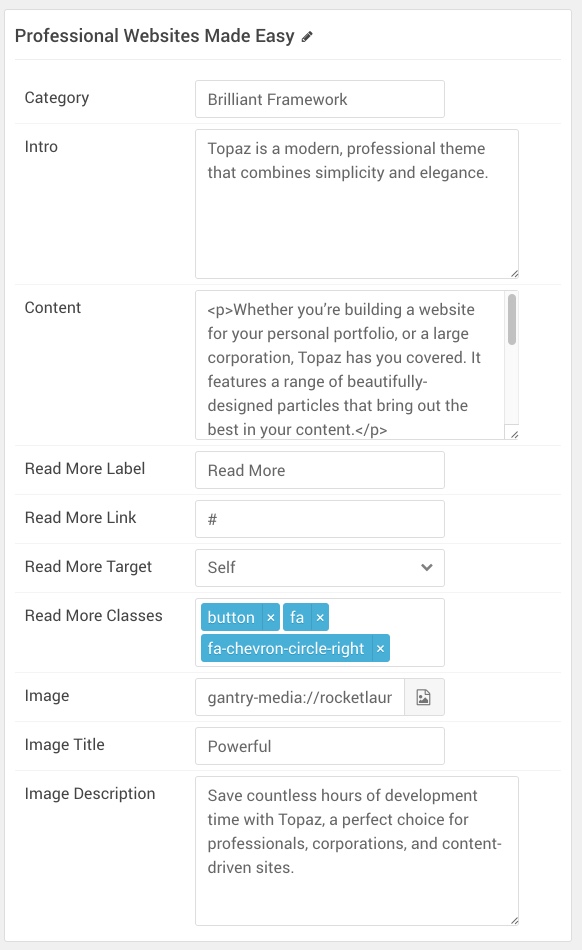 Professional Websites Made Easy
Category
Brilliant Framework
Intro
Topaz is a modern, professional theme
that combines simplicity and elegance.
Content
<p>Whether you’re building a website
for your personal portfolio, or a large
corporation, Topaz has you covered. It
features a range of beautifully-
designed particles that bring out the
best in your content.</p>
Read More Label
Read More
Read More Link
#
Read More Target
Self
Read More Classes
button × fa ×
fa-chevron-circle-right ×
Image
gantry-media://rocketlaur
Image Title
Powerful
Image Description
Save countless hours of development
time with Topaz, a perfect choice for
professionals, corporations, and content-
driven sites.